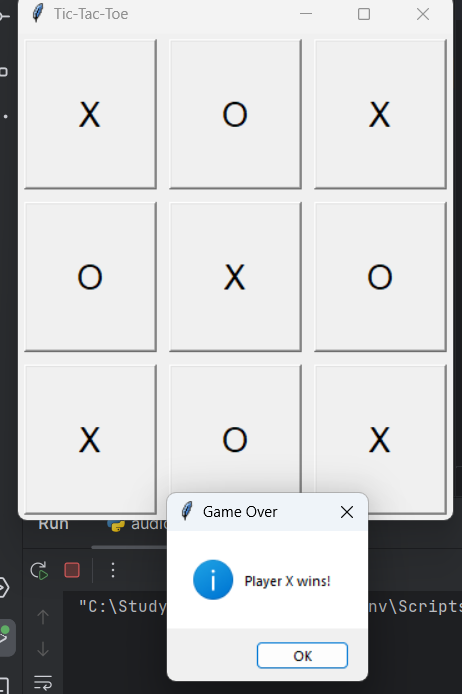 Tic-Tac-Toe
X O X
O X O
X O X
Run audio
Game Over
Player X wins!
"C:\Study nv\Scripts
OK